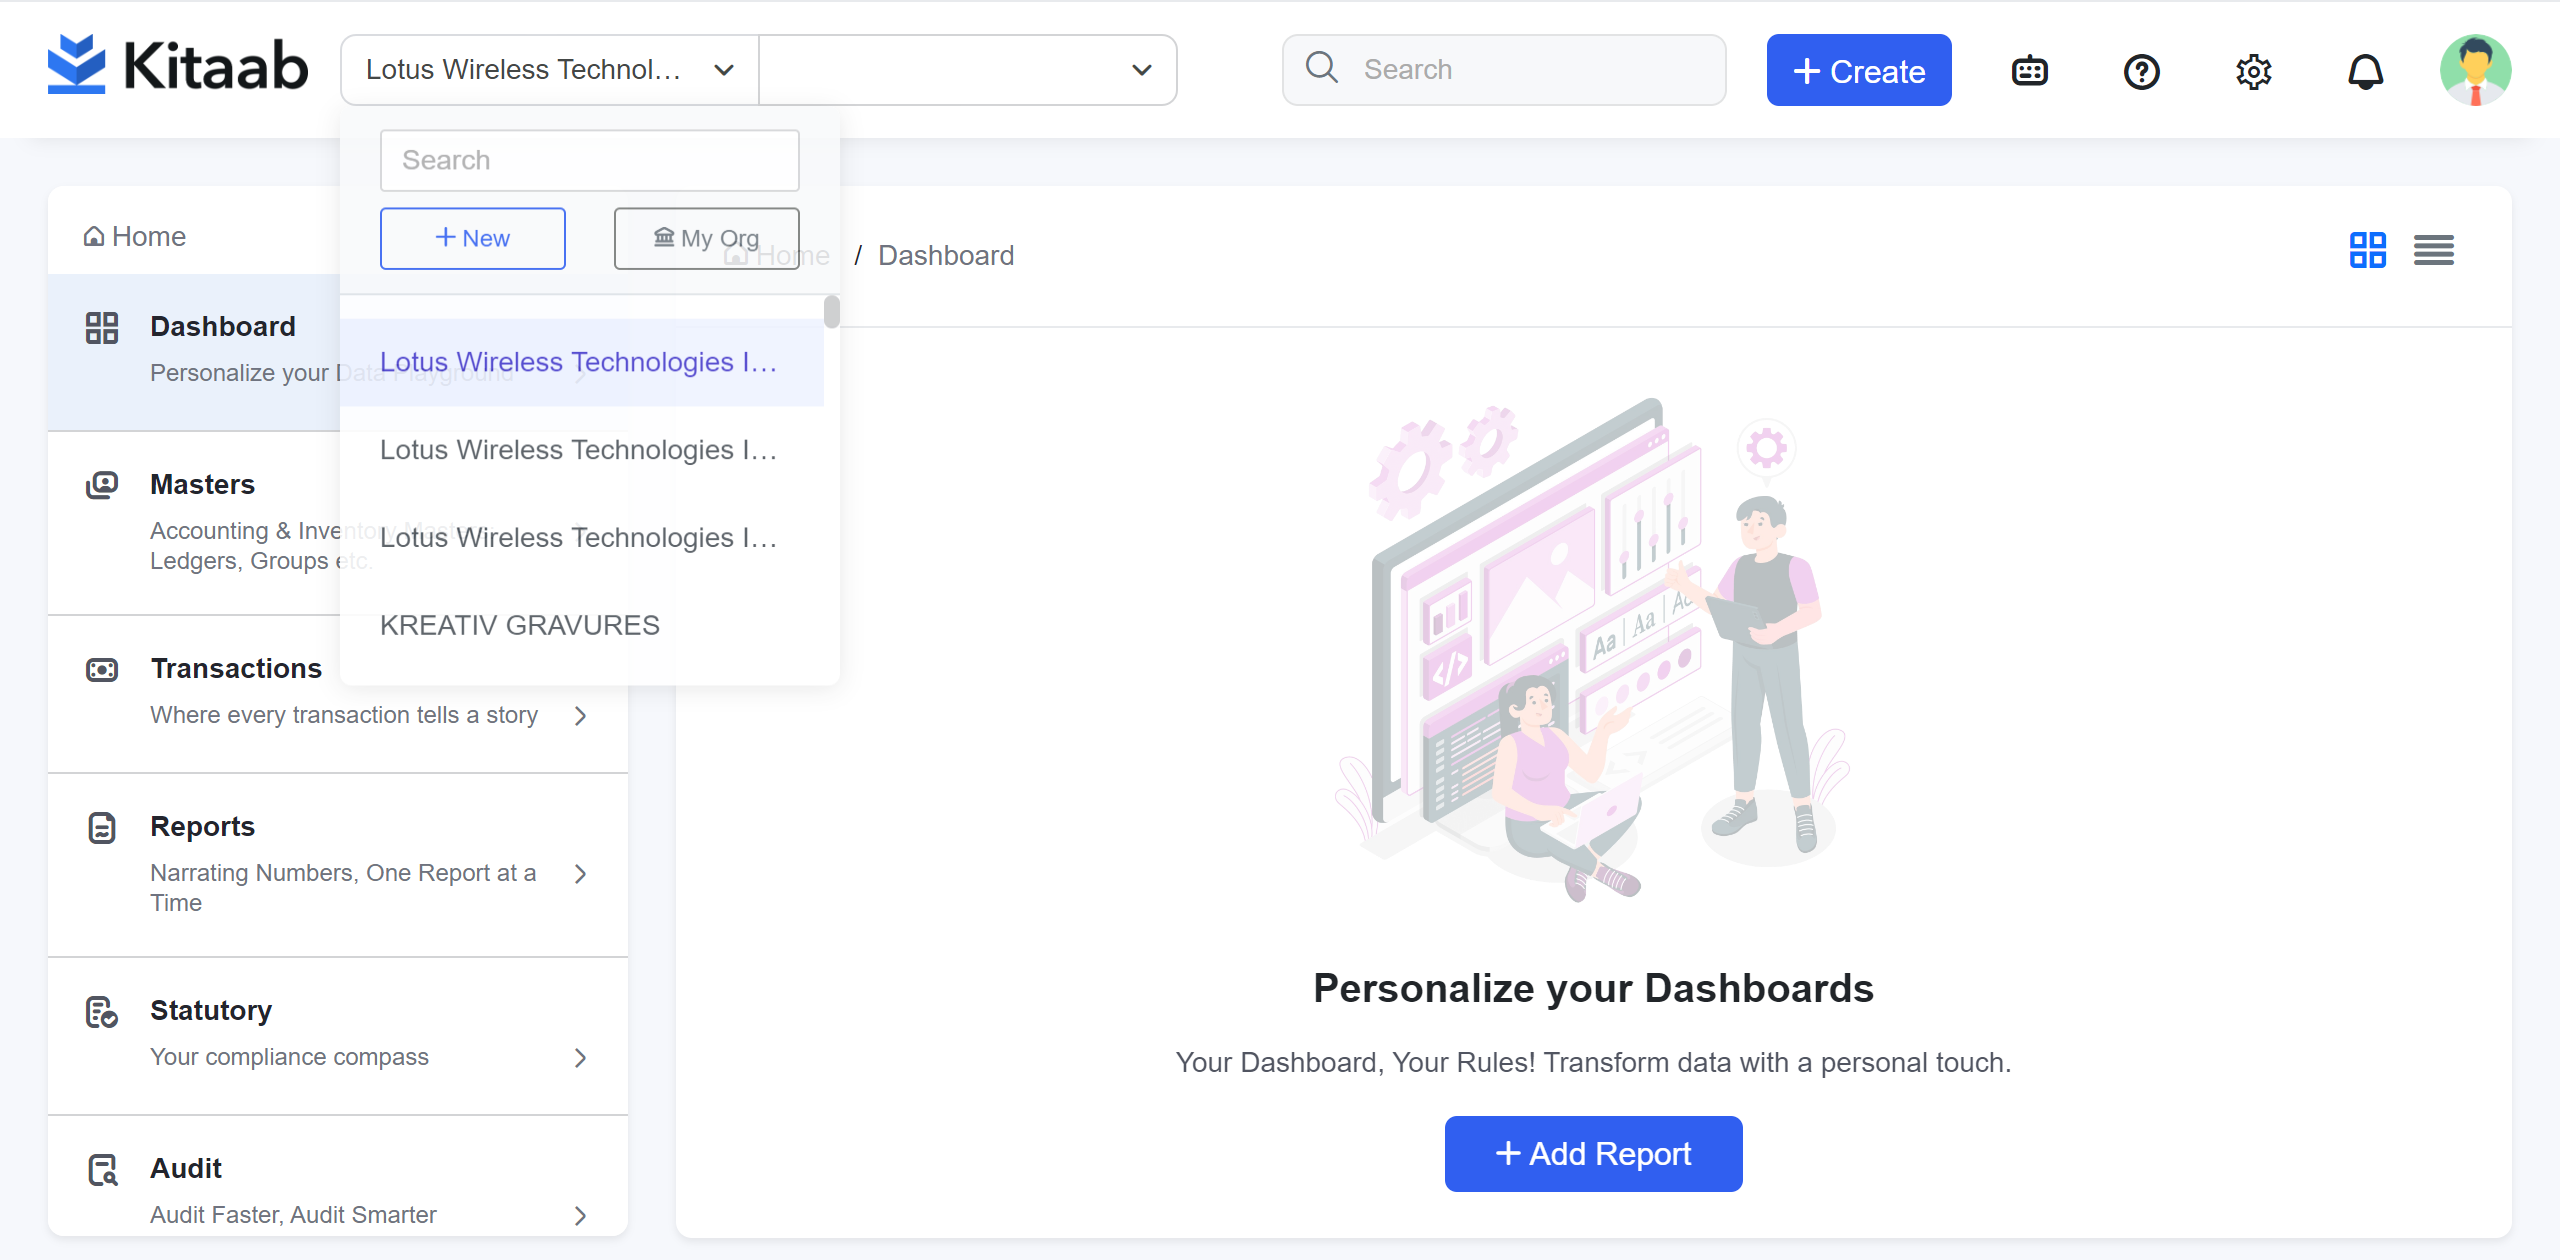 Kitaab
Lotus Wireless Technol...
Search
+ Create
Search
+ New
My Org
Home
Home / Dashboard
Lotus Wireless Technologies I...
Lotus Wireless Technologies I...
Lotus Wireless Technologies I...
KREATIV GRAVURES
Dashboard
Personalize your Data Playground
Masters
Accounting & Inventory Masters,
Ledgers, Groups etc.
Transactions
Where every transaction tells a story
Reports
Narrating Numbers, One Report at a
Time
Statutory
Your compliance compass
Audit
Audit Faster, Audit Smarter
Aa Aa Ac
</>
Personalize your Dashboards
Your Dashboard, Your Rules! Transform data with a personal touch.
+ Add Report